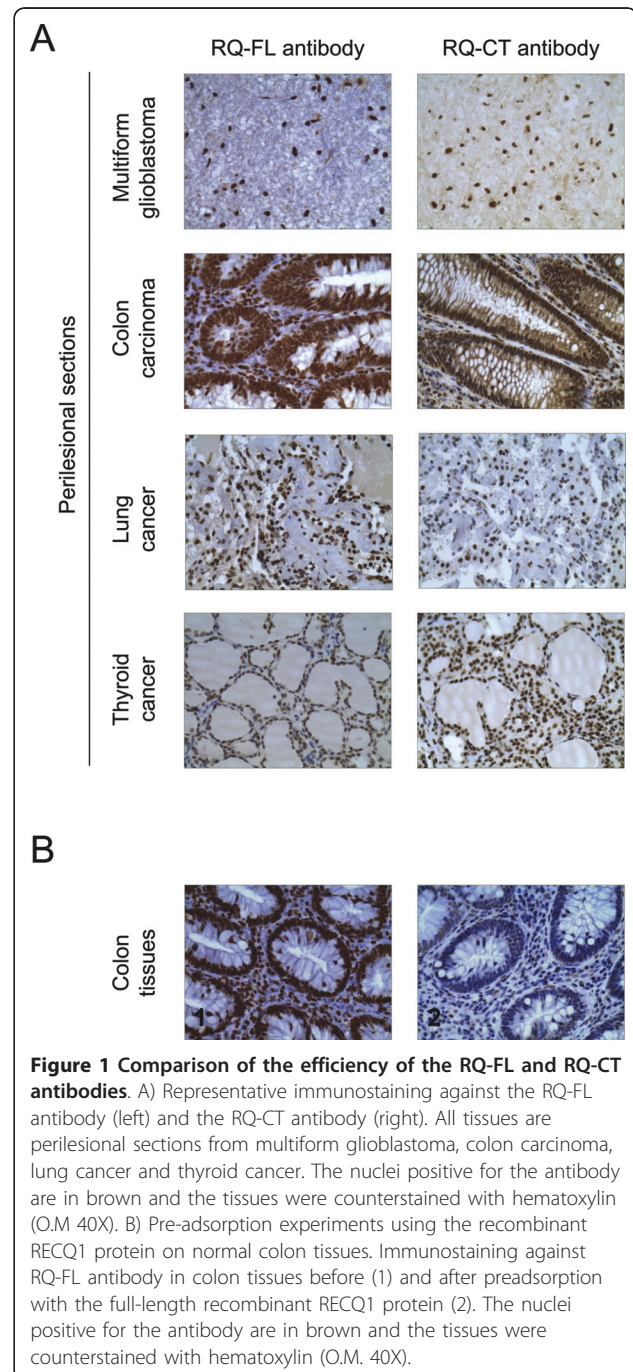 A
RQ-FL antibody
RQ-CT antibody
Perilesional sections
Multiform
glioblastoma
Colon
carcinoma
Lung
cancer
Thyroid
cancer
B
Colon
tissues
1
2
Figure 1 Comparison of the efficiency of the RQ-FL and RQ-CT
antibodies. A) Representative immunostaining against the RQ-FL
antibody (left) and the RQ-CT antibody (right). All tissues are
perilesional sections from multiform glioblastoma, colon carcinoma,
lung cancer and thyroid cancer. The nuclei positive for the antibody
are in brown and the tissues were counterstained with hematoxylin
(O.M 40X). B) Pre-adsorption experiments using the recombinant
RECQ1 protein on normal colon tissues. Immunostaining against
RQ-FL antibody in colon tissues before (1) and after preadsorption
with the full-length recombinant RECQ1 protein (2). The nuclei
positive for the antibody are in brown and the tissues were
counterstained with hematoxylin (O.M. 40X).